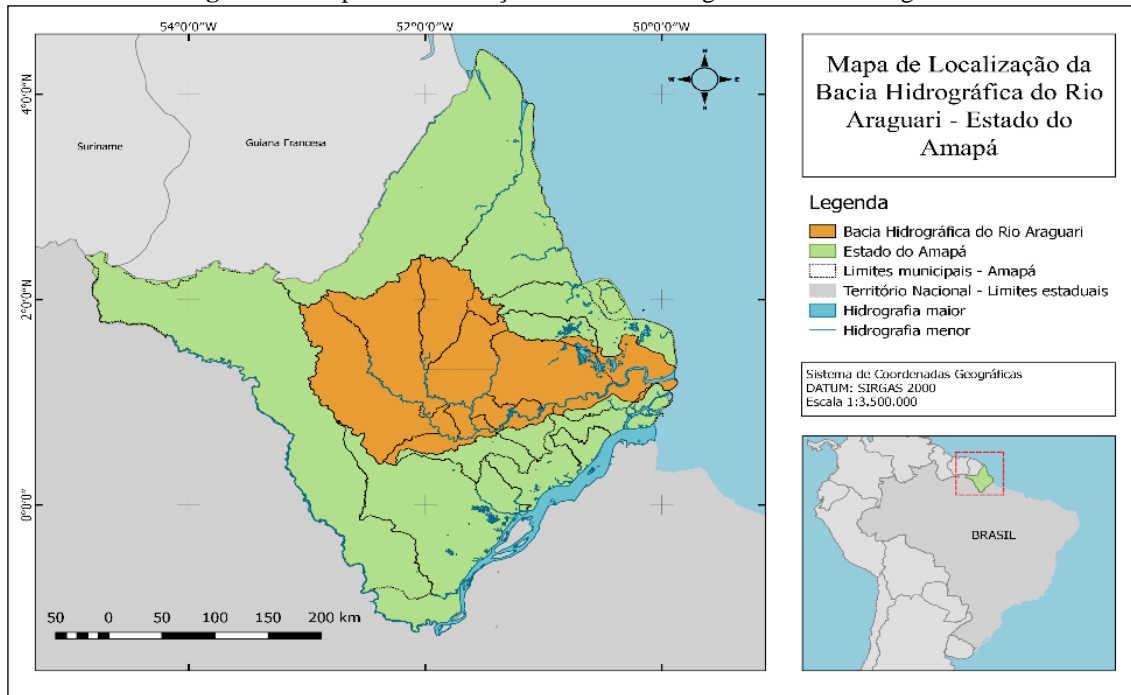 54°0'0"W 52°0'0"W 50°0'0"W
4°0'0"N
2°0'0"N
0°0'0"
Suriname
Guiana Francesa
N
W E
50 0 50 100 150 200 km
Mapa de Localização da
Bacia Hidrográfica do Rio
Araguari - Estado do
Amapá
Legenda
Bacia Hidrográfica do Rio Araguari
Estado do Amapá
Limites municipais - Amapá
Território Nacional - Limites estaduais
Hidrografia maior
Hidrografia menor
Sistema de Coordenadas Geográficas
DATUM: SIRGAS 2000
Escala 1:3.500.000
BRASIL